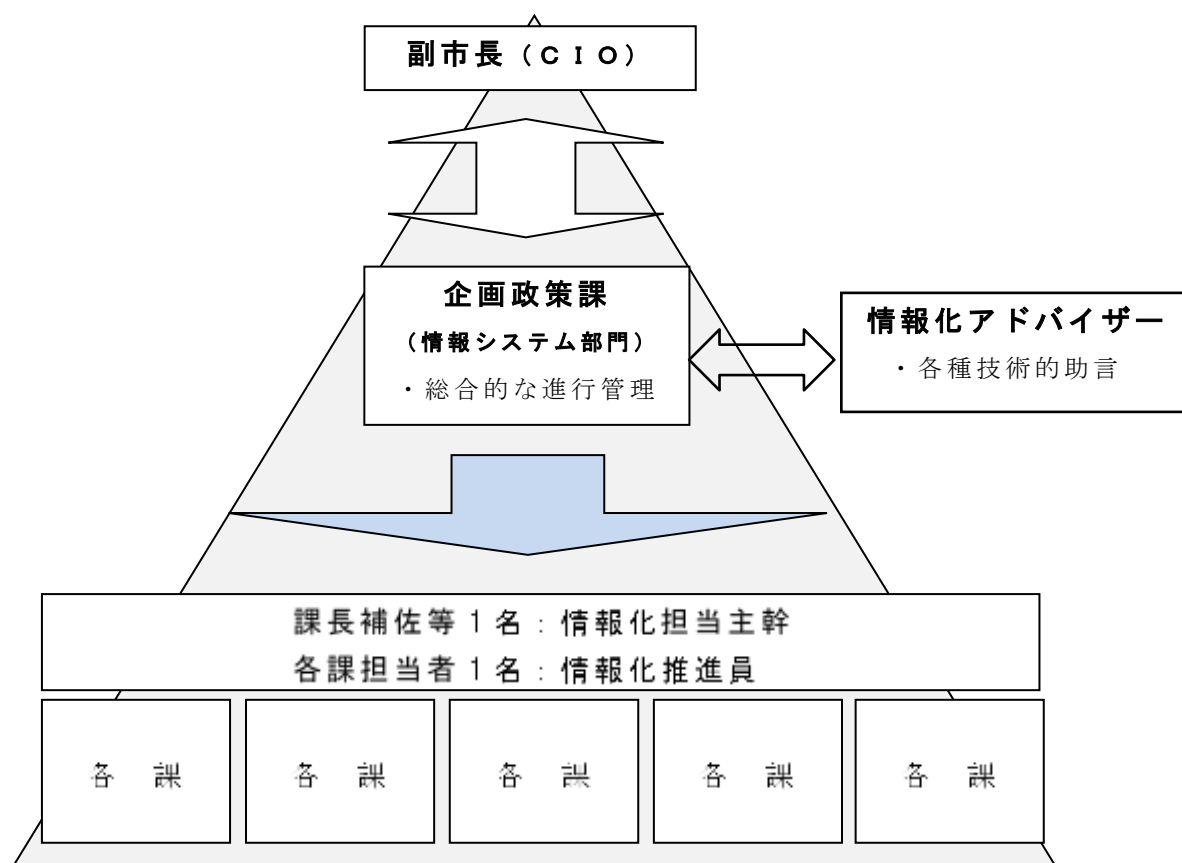 副市長（ＣＩＯ）
企画政策課
（情報システム部門）
・総合的な進行管理
情報化アドバイザー
・各種技術的助言
課長補佐等１名：情報化担当主幹
各課担当者１名：情報化推進員
各　課
各　課
各　課
各　課
各　課